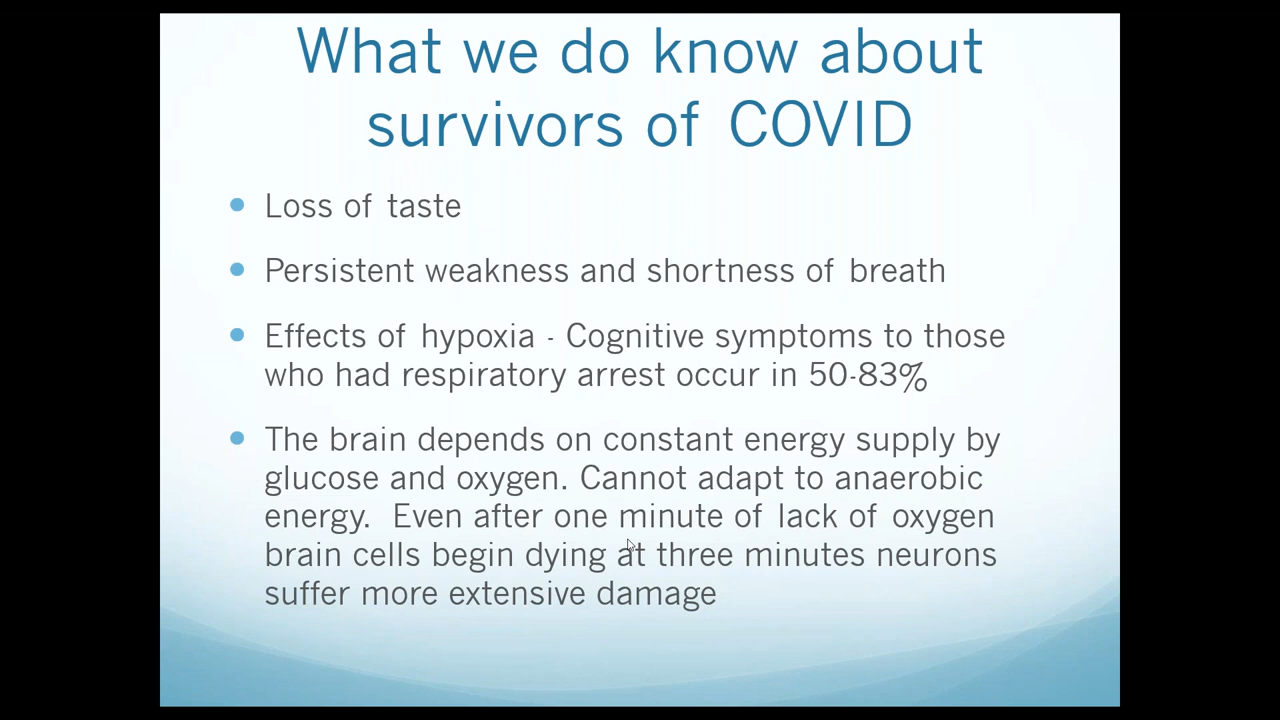 What we do know about
survivors of COVID
• Loss of taste
• Persistent weakness and shortness of breath
• Effects of hypoxia - Cognitive symptoms to those
who had respiratory arrest occur in 50-83%
• The brain depends on constant energy supply by
glucose and oxygen. Cannot adapt to anaerobic
energy.  Even after one minute of lack of oxygen
brain cells begin dying at three minutes neurons
suffer more extensive damage